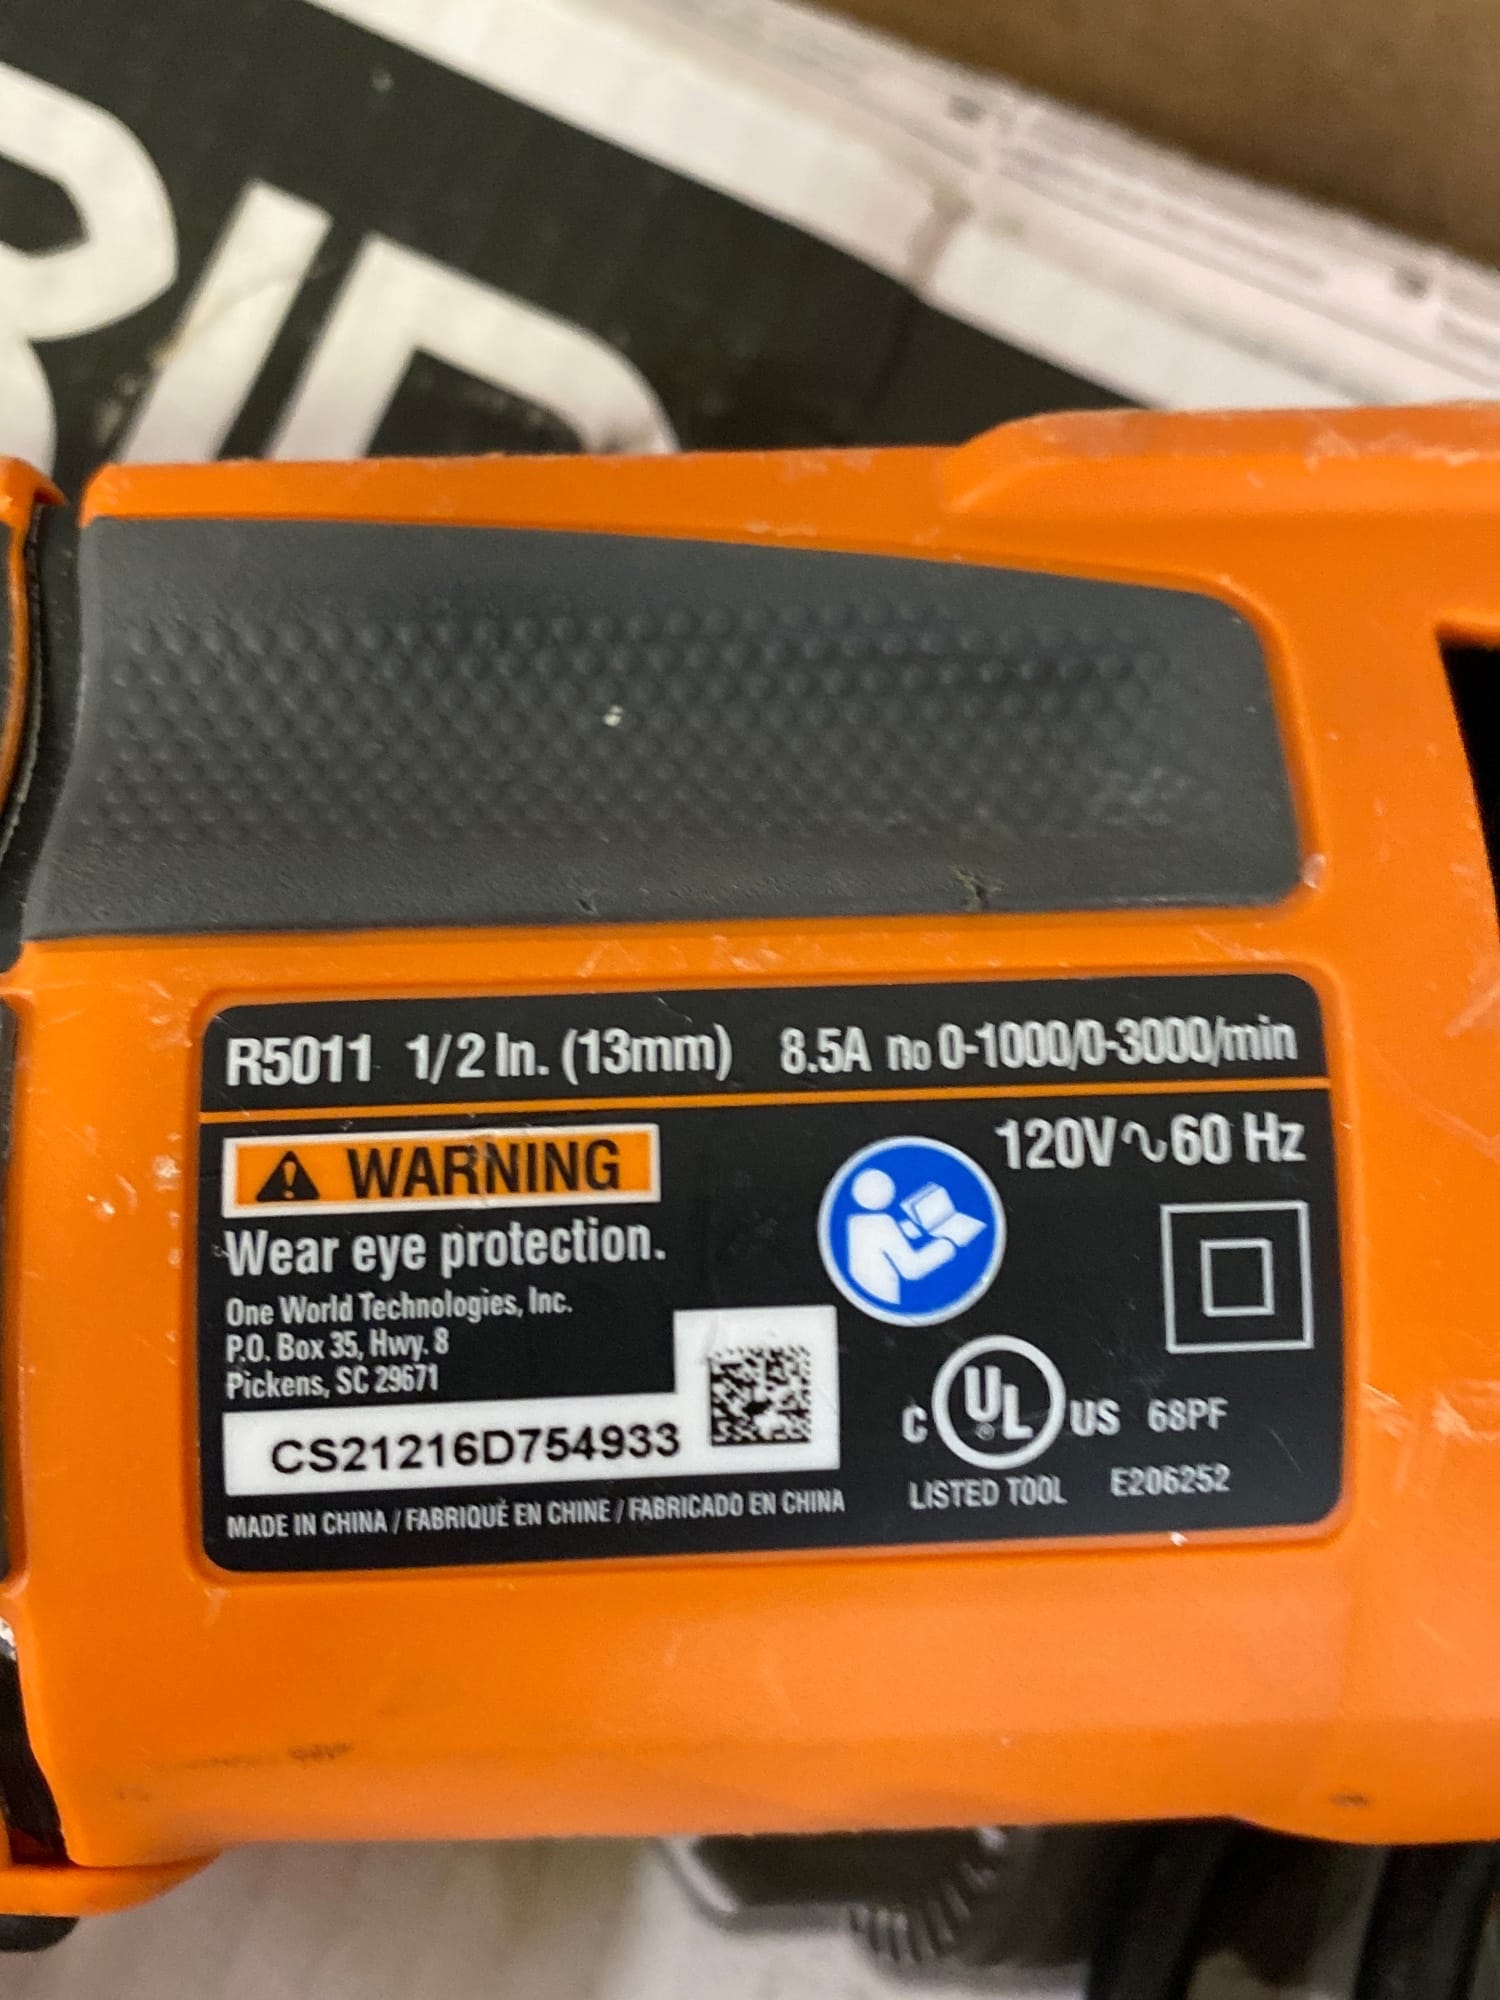 RID
R5011 1/2 In. (13mm) 8.5A no 0-1000/0-3000/min
120V ~ 60 Hz
WARNING
Wear eye protection.
One World Technologies, Inc.
P.O. Box 35, Hwy. 8
Pickens, SC 29671
CS21216D754933
MADE IN CHINA / FABRIQUÉ EN CHINE / FABRICADO EN CHINA
C UL ® US 68PF
LISTED TOOL E206252